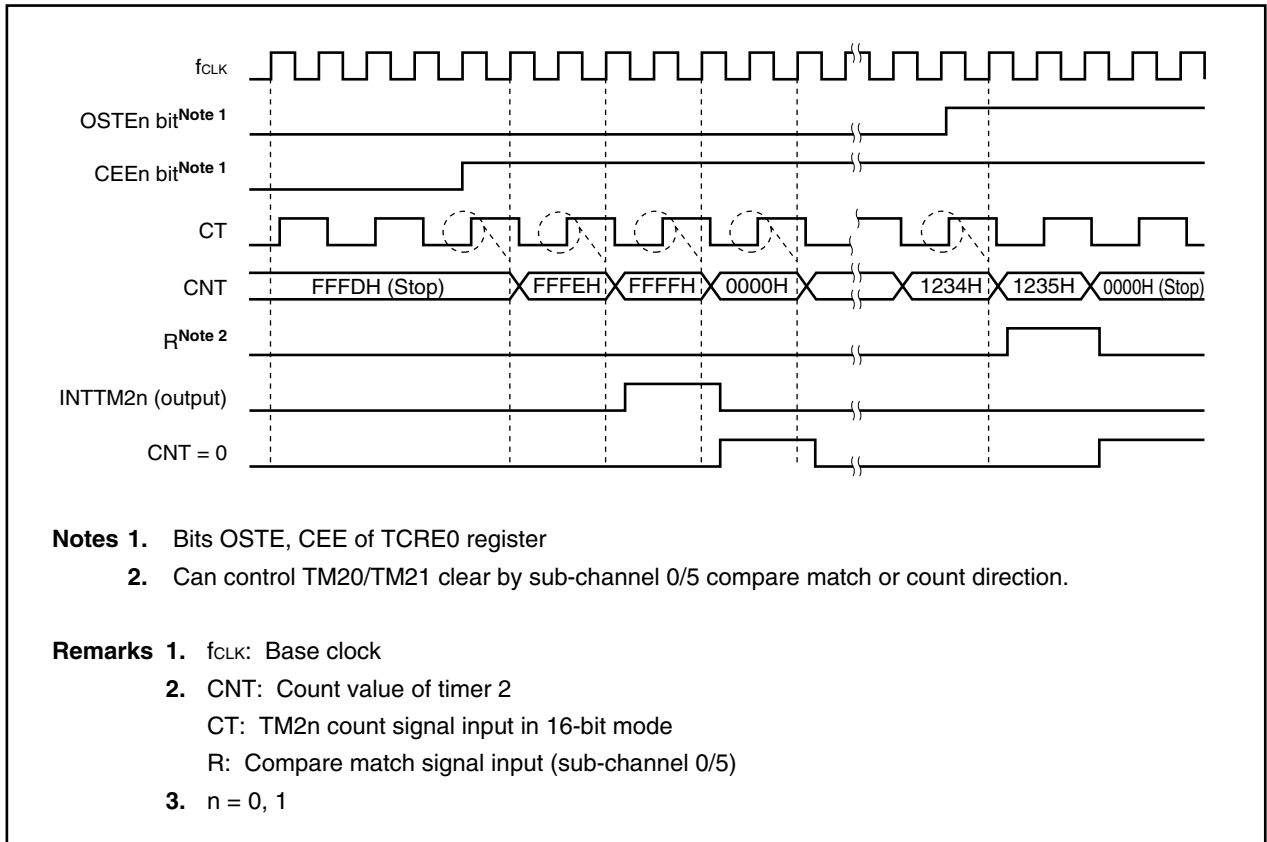 fCLK
OSTEn bitNote 1
CEEn bitNote 1
CT
CNT FFFDH (Stop) FFFEH FFFFH 0000H 1234H 1235H 0000H (Stop)
RNote 2
INTTM2n (output)
CNT = 0
Notes 1. Bits OSTE, CEE of TCRE0 register
2. Can control TM20/TM21 clear by sub-channel 0/5 compare match or count direction.
Remarks 1. fCLK: Base clock
2. CNT: Count value of timer 2
CT: TM2n count signal input in 16-bit mode
R: Compare match signal input (sub-channel 0/5)
3. n = 0, 1